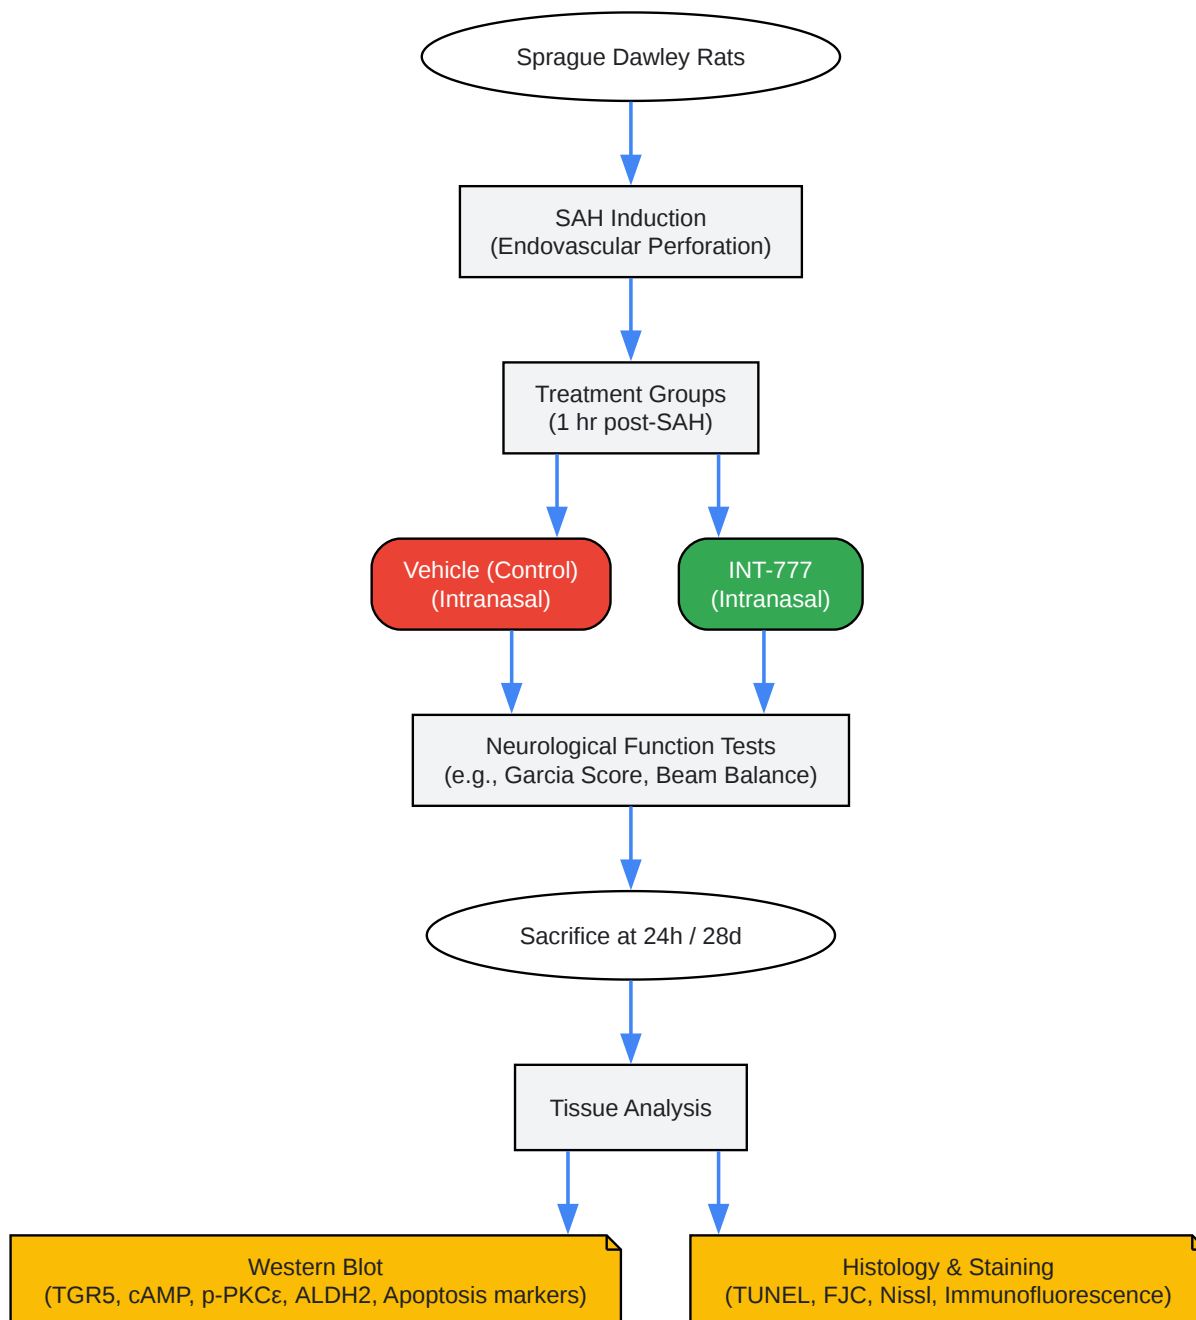 Sprague Dawley Rats
SAH Induction
(Endovascular Perforation)
Treatment Groups
(1 hr post-SAH)
Vehicle (Control)
(Intranasal)
INT-777
(Intranasal)
Neurological Function Tests
(e.g., Garcia Score, Beam Balance)
Sacrifice at 24h / 28d
Tissue Analysis
Western Blot
(TGR5, cAMP, p-PKCε, ALDH2, Apoptosis markers)
Histology & Staining
(TUNEL, FJC, Nissl, Immunofluorescence)